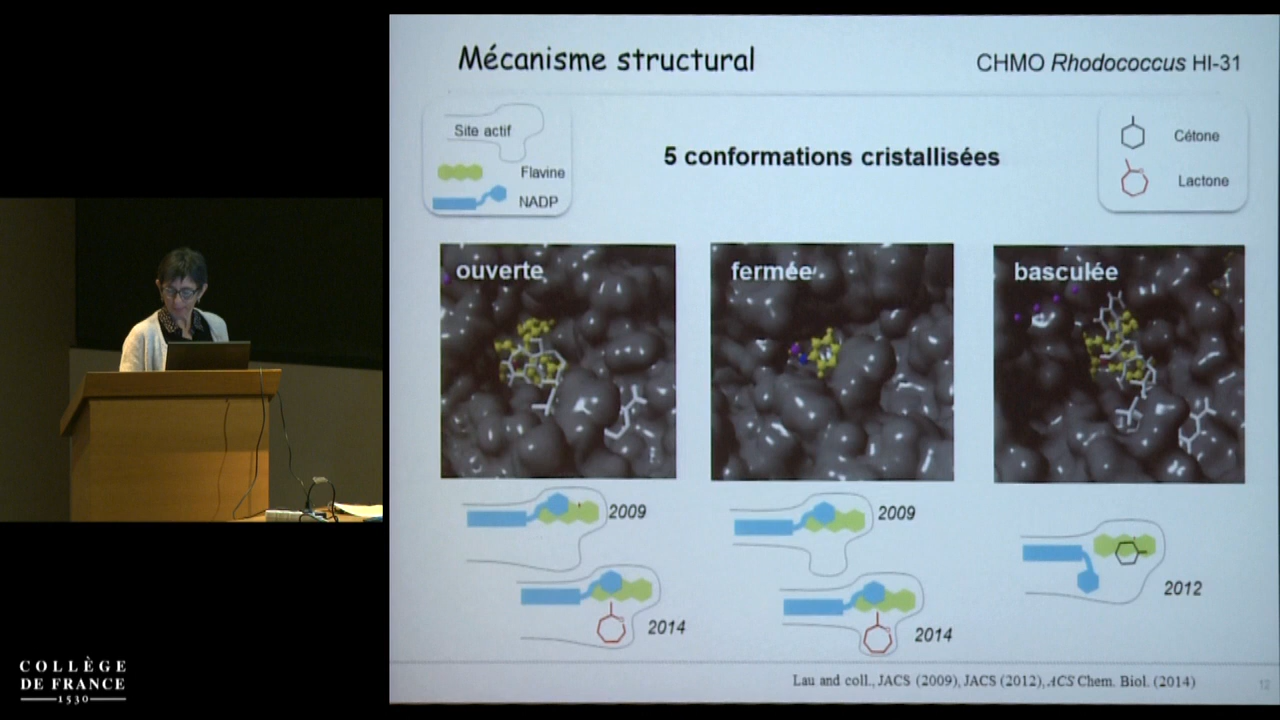 Mécanisme structural
CHMO Rhodococcus HI-31
Site actif
Flavine
NADP
5 conformations cristallisées
Cétone
Lactone
ouverte
fermée
basculée
2009
2009
2012
2014
2014
Lau and coll., JACS (2009), JACS (2012), ACS Chem. Biol. (2014)
12
COLLÈGE
DE FRANCE
1530